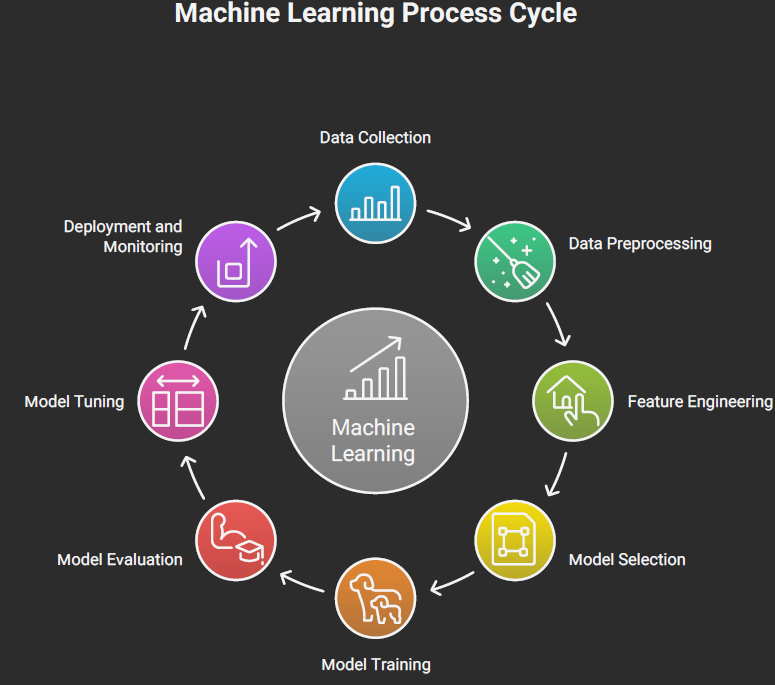 Machine Learning Process Cycle
Data Collection
Deployment and
Monitoring
Data Preprocessing
Model Tuning
Machine
Learning
Feature Engineering
Model Evaluation
Model Selection
Model Training